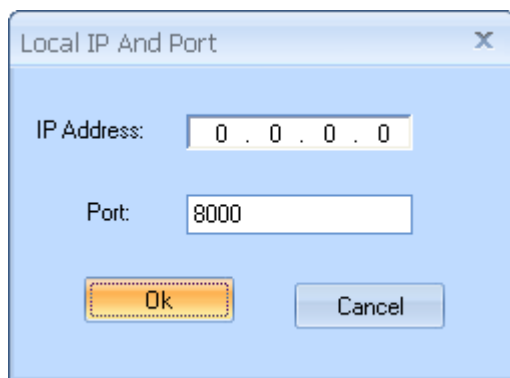 Local IP And Port
IP Address: 0 . 0 . 0 . 0
Port: 8000
Ok Cancel